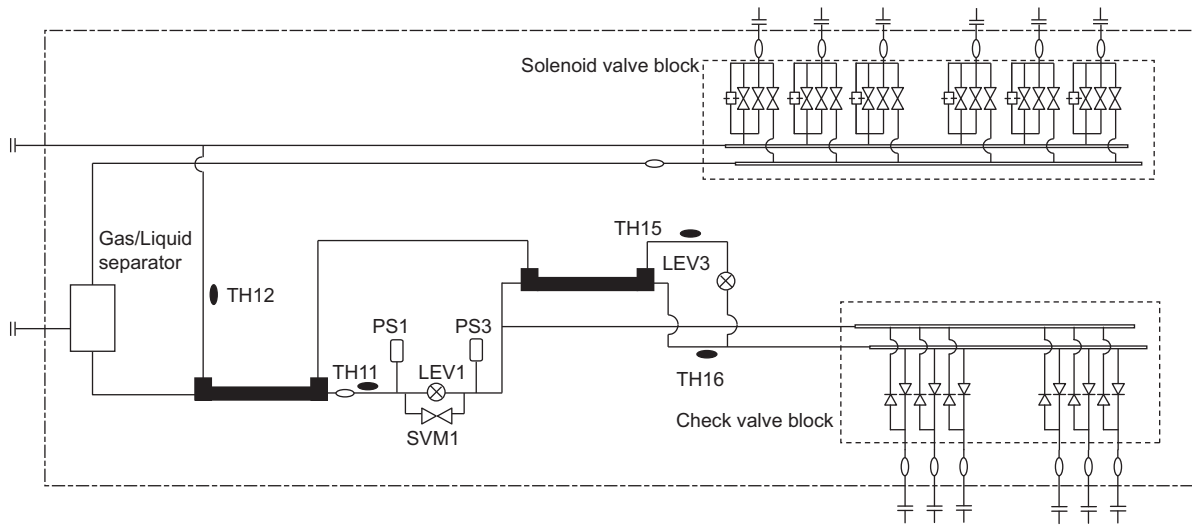 Solenoid valve block
Gas/Liquid
separator
TH12
TH15
LEV3
PS1
PS3
TH11
LEV1
TH16
SVM1
Check valve block